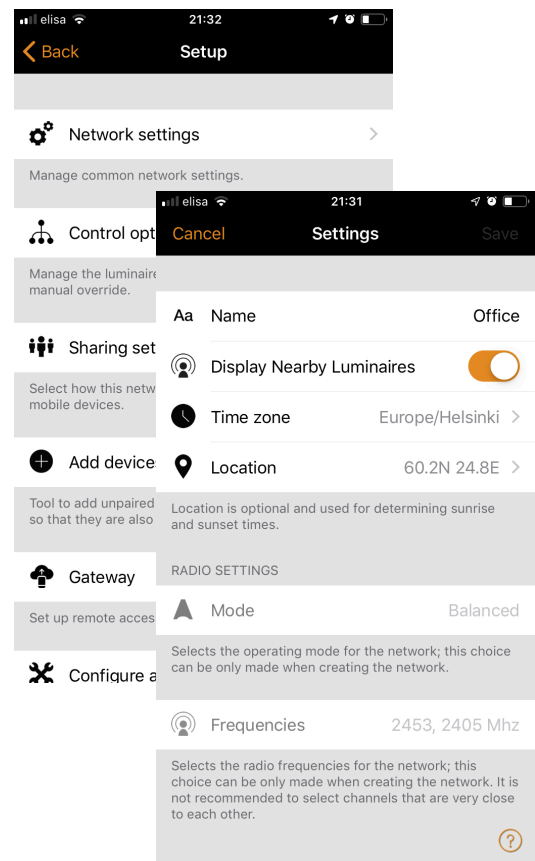 elisa 21:32
Back Setup
Network settings
Manage common network settings.
Control opt
Manage the luminaire
manual override.
Sharing set
Select how this netw
mobile devices.
Add device
Tool to add unpaired
so that they are also
Gateway
Set up remote acces
Configure a
elisa 21:31
Cancel Settings Save
Aa Name Office
Display Nearby Luminaires
Time zone Europe/Helsinki
Location 60.2N 24.8E
Location is optional and used for determining sunrise
and sunset times.
RADIO SETTINGS
Mode Balanced
Selects the operating mode for the network; this choice
can be only made when creating the network.
Frequencies 2453, 2405 Mhz
Selects the radio frequencies for the network; this
choice can be only made when creating the network. It is
not recommended to select channels that are very close
to each other.
?